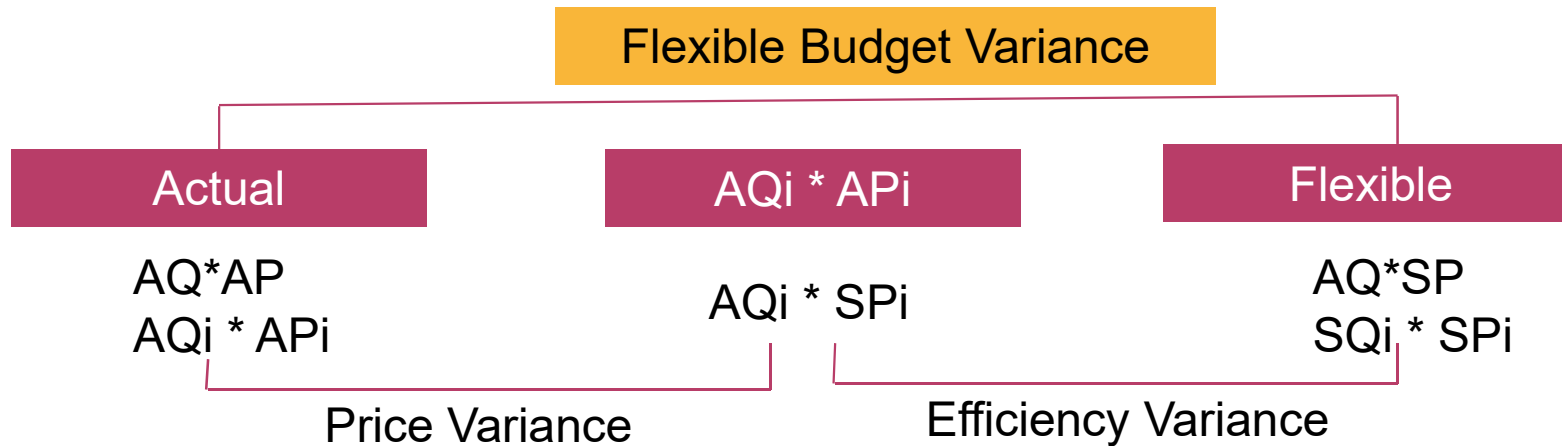 Flexible Budget Variance
Actual
AQi * APi
Flexible
AQ*AP
AQi * APi
AQi * SPi
AQ*SP
SQi * SPi
Price Variance
Efficiency Variance